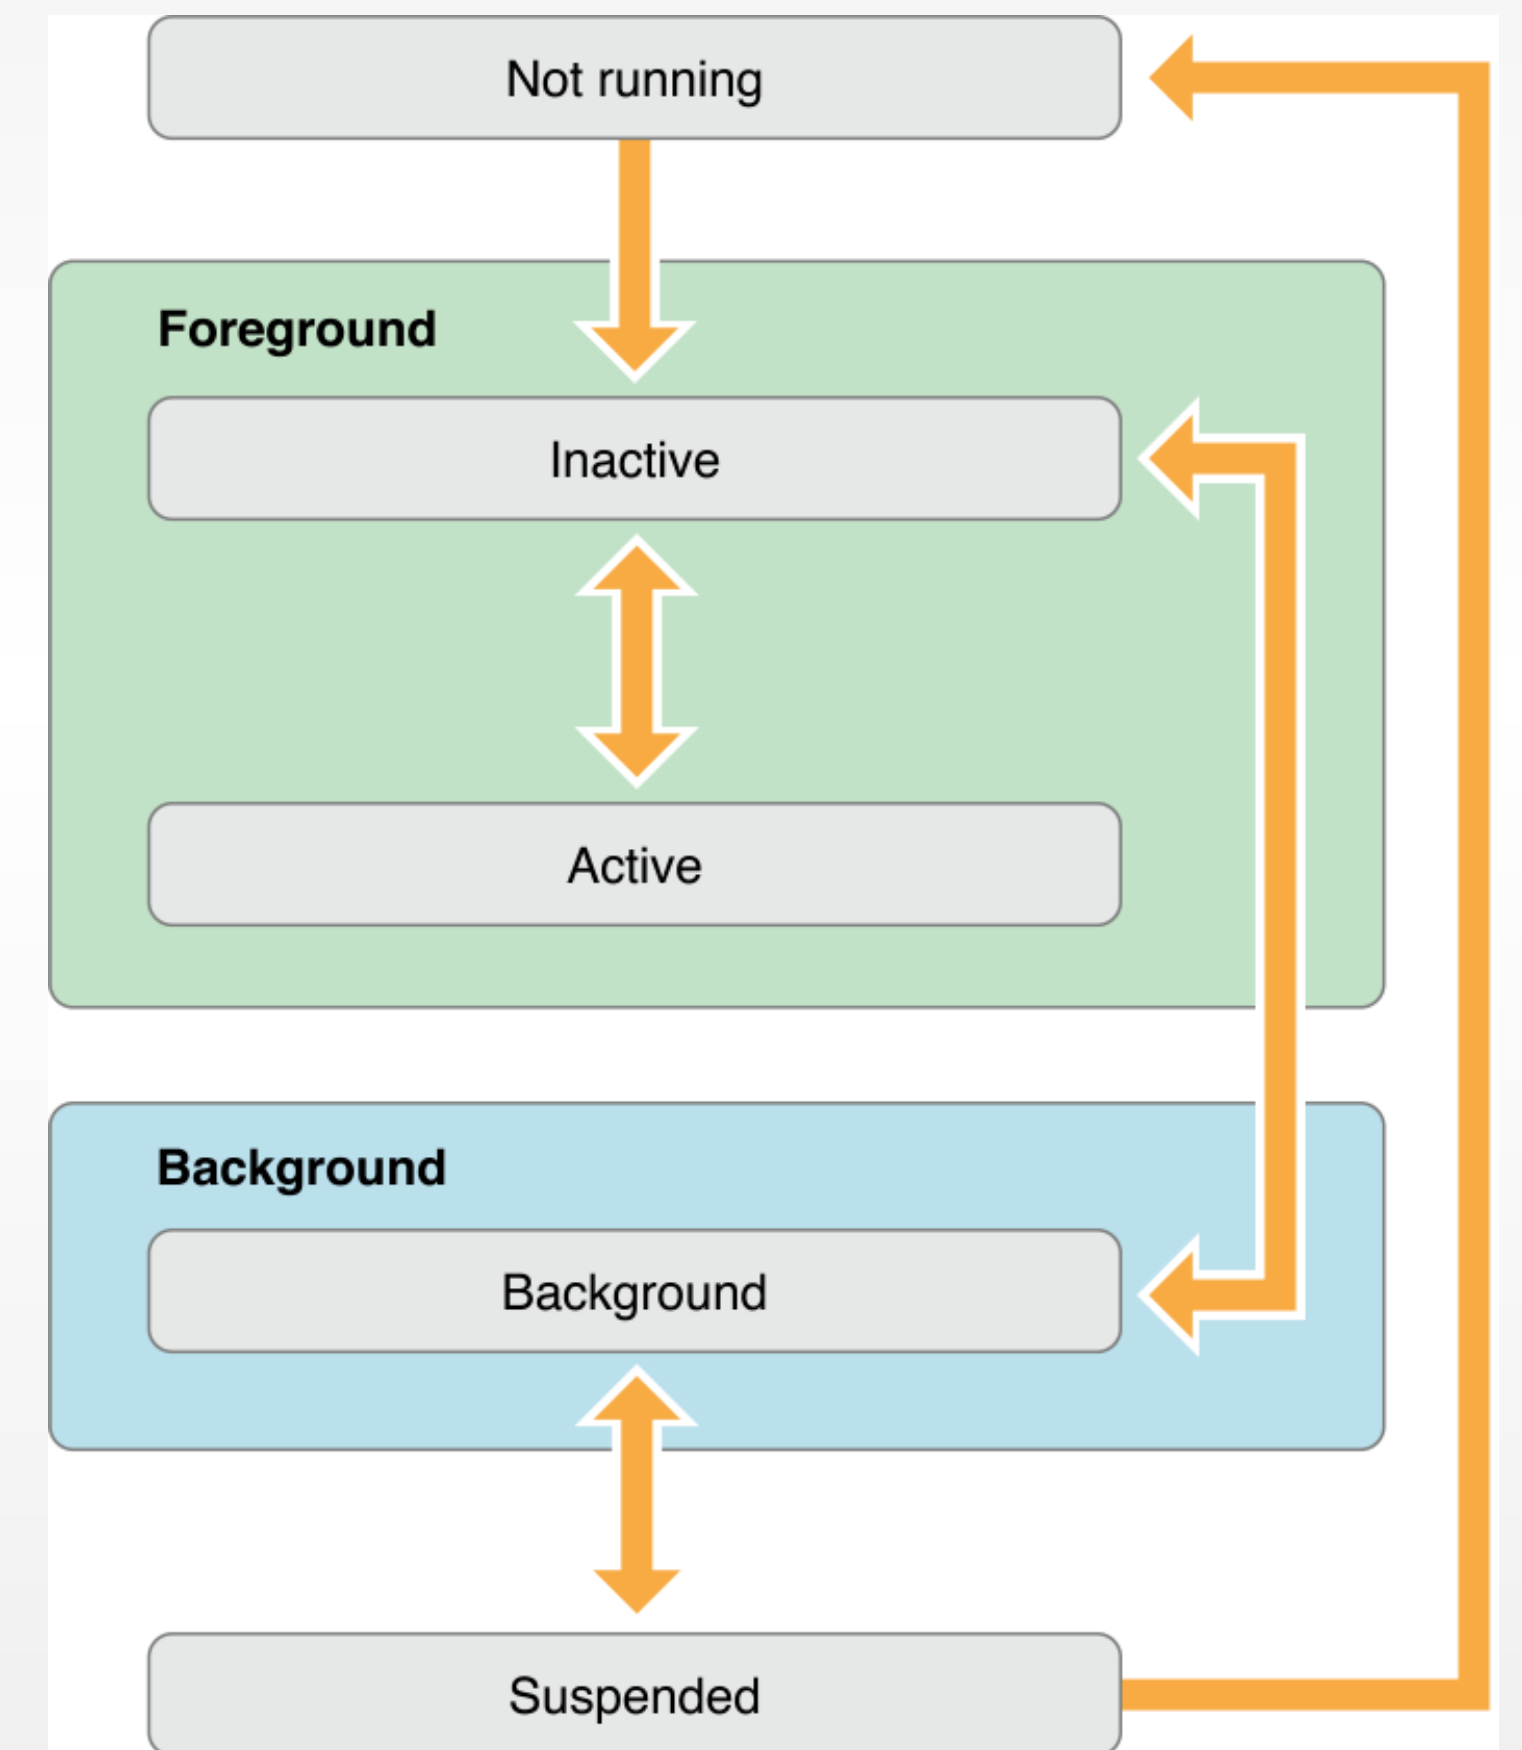 Not running
Foreground
Inactive
Active
Background
Background
Suspended